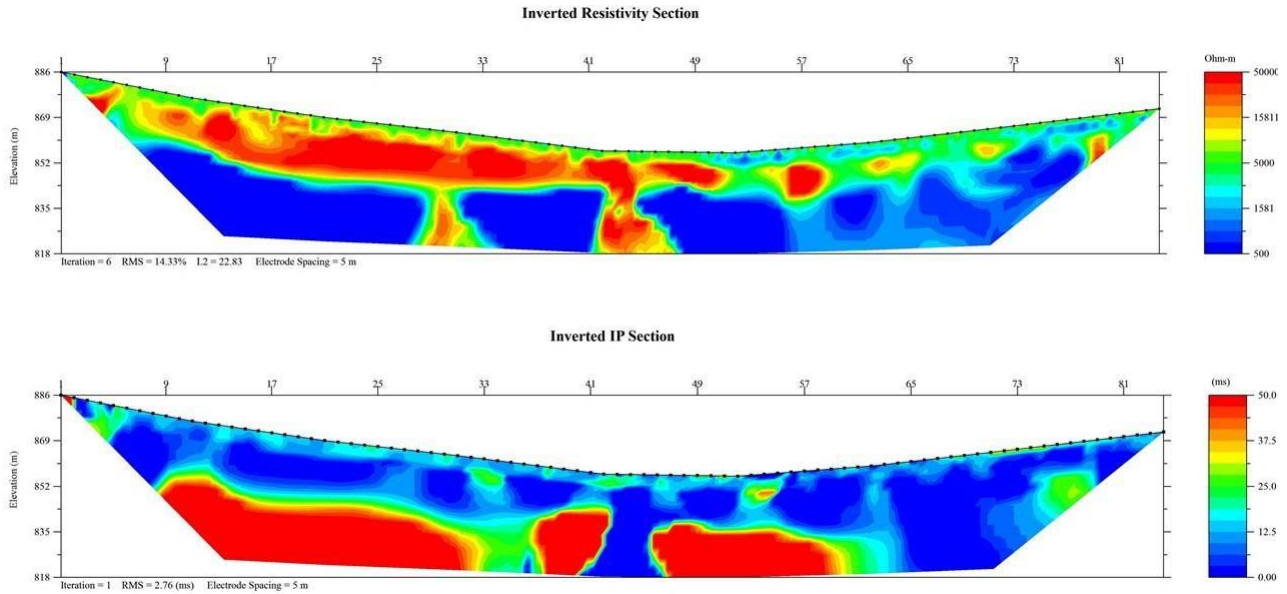 Inverted Resistivity Section
Ohm-m
1 9 17 25 33 41 49 57 65 73 81
886
869
852
835
818
Elevation (m)
50000
15811
5000
1581
500
Iteration = 6 RMS = 14.33% L2 = 22.83 Electrode Spacing = 5 m
Inverted IP Section
(ms)
1 9 17 25 33 41 49 57 65 73 81
886
869
852
835
818
Elevation (m)
50.0
37.5
25.0
12.5
0.00
Iteration = 1 RMS = 2.76 (ms) Electrode Spacing = 5 m